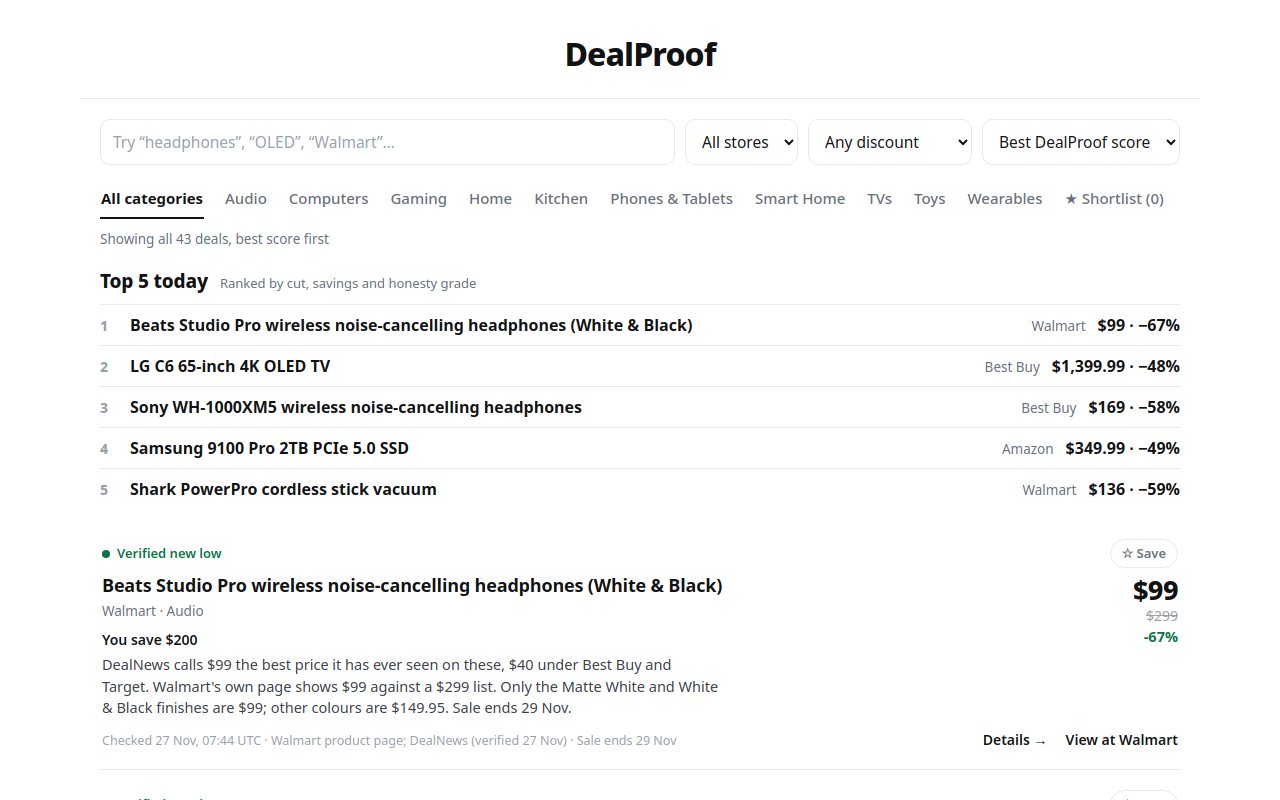 DealProof
Try “headphones”, “OLED”, “Walmart”...
All stores
Any discount
Best DealProof score
All categories Audio Computers Gaming Home Kitchen Phones & Tablets Smart Home TVs Toys Wearables ★ Shortlist (0)
Showing all 43 deals, best score first
Top 5 today Ranked by cut, savings and honesty grade
1 Beats Studio Pro wireless noise-cancelling headphones (White & Black) Walmart $99 · −67%
2 LG C6 65-inch 4K OLED TV Best Buy $1,399.99 · −48%
3 Sony WH-1000XM5 wireless noise-cancelling headphones Best Buy $169 · −58%
4 Samsung 9100 Pro 2TB PCIe 5.0 SSD Amazon $349.99 · −49%
5 Shark PowerPro cordless stick vacuum Walmart $136 · −59%
Verified new low
☆ Save
Beats Studio Pro wireless noise-cancelling headphones (White & Black)
$99
Walmart · Audio
$299
You save $200
-67%
DealNews calls $99 the best price it has ever seen on these, $40 under Best Buy and
Target. Walmart's own page shows $99 against a $299 list. Only the Matte White and White
& Black finishes are $99; other colours are $149.95. Sale ends 29 Nov.
Checked 27 Nov, 07:44 UTC · Walmart product page; DealNews (verified 27 Nov) · Sale ends 29 Nov
Details → View at Walmart